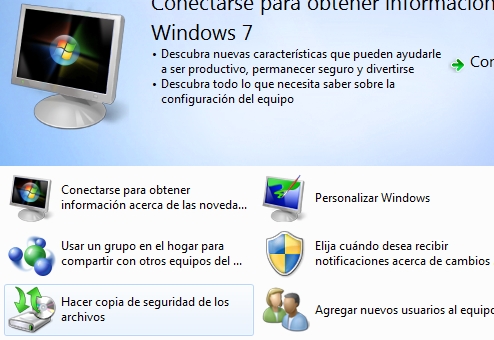 Conectarse para obtener información
Windows 7
• Descubra nuevas características que pueden ayudarle
a ser productivo, permanecer seguro y divertirse
• Descubra todo lo que necesita saber sobre la
configuración del equipo
Con
Conectarse para obtener
información acerca de las noveda...
Personalizar Windows
Usar un grupo en el hogar para
compartir con otros equipos del ...
Elija cuándo desea recibir
notificaciones acerca de cambios
Hacer copia de seguridad de los
archivos
Agregar nuevos usuarios al equipo